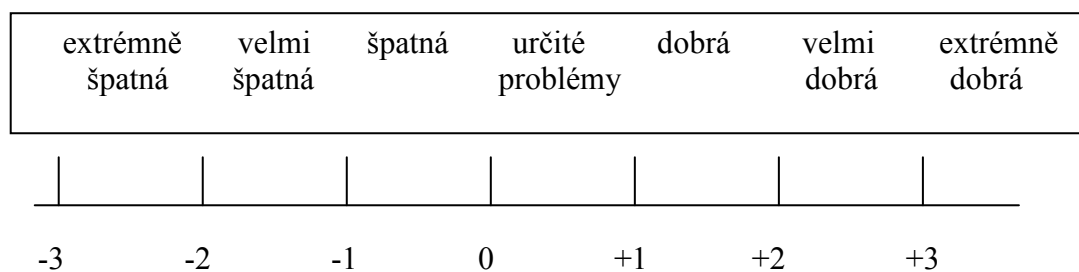 extrémně velmi špatná určité dobrá velmi extrémně
špatná špatná problémy dobrá dobrá
-3 -2 -1 0 +1 +2 +3